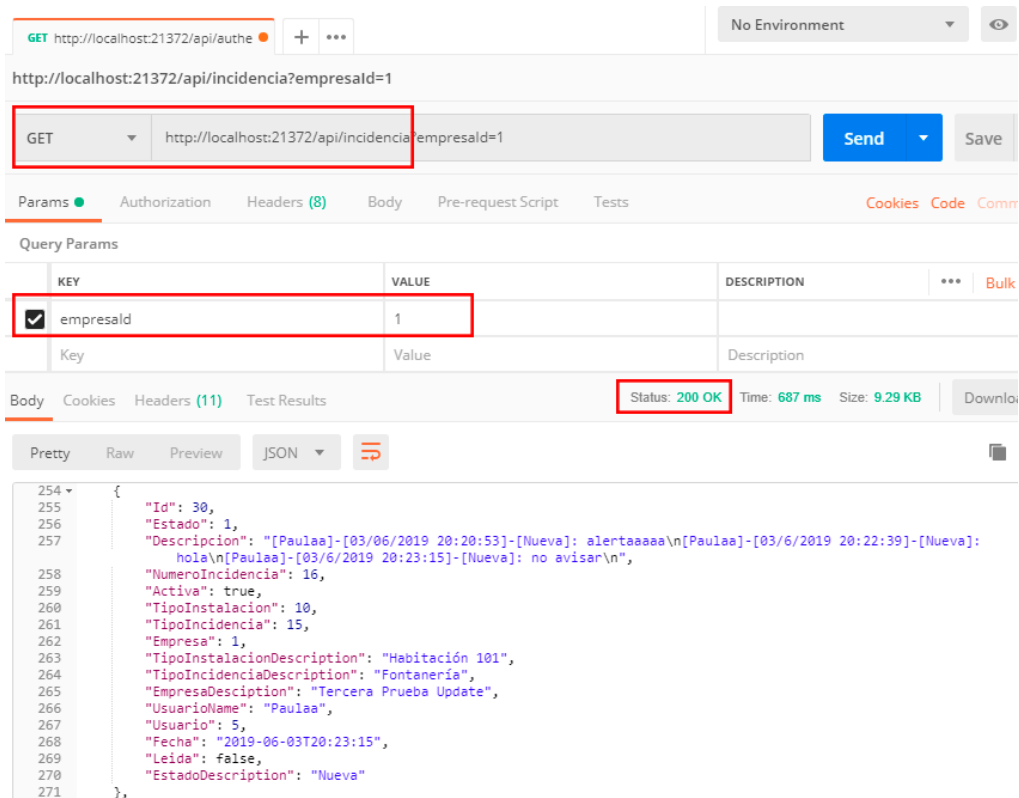 GET http://localhost:21372/api/authe + ••• No Environment
http://localhost:21372/api/incidencia?empresaId=1
GET http://localhost:21372/api/incidencia?empresaId=1 Send Save
Params Authorization Headers (8) Body Pre-request Script Tests Cookies Code Comm
Query Params
KEY VALUE DESCRIPTION ••• Bulk
empresaId 1
Key Value Description
Body Cookies Headers (11) Test Results Status: 200 OK Time: 687 ms Size: 9.29 KB Downloa
Pretty Raw Preview JSON
254 {
255 "Id": 30,
256 "Estado": 1,
257 "Descripcion": "[Paulaa]-[03/06/2019 20:20:53]-[Nueva]: alertaaaaa\n[Paulaa]-[03/6/2019 20:22:39]-[Nueva]:
hola\n[Paulaa]-[03/6/2019 20:23:15]-[Nueva]: no avisar\n",
258 "NumeroIncidencia": 16,
259 "Activa": true,
260 "TipoInstalacion": 10,
261 "TipoIncidencia": 15,
262 "Empresa": 1,
263 "TipoInstalacionDescription": "Habitación 101",
264 "TipoIncidenciaDescription": "Fontanería",
265 "EmpresaDesciption": "Tercera Prueba Update",
266 "UsuarioName": "Paulaa",
267 "Usuario": 5,
268 "Fecha": "2019-06-03T20:23:15",
269 "Leida": false,
270 "EstadoDescription": "Nueva"
271 },